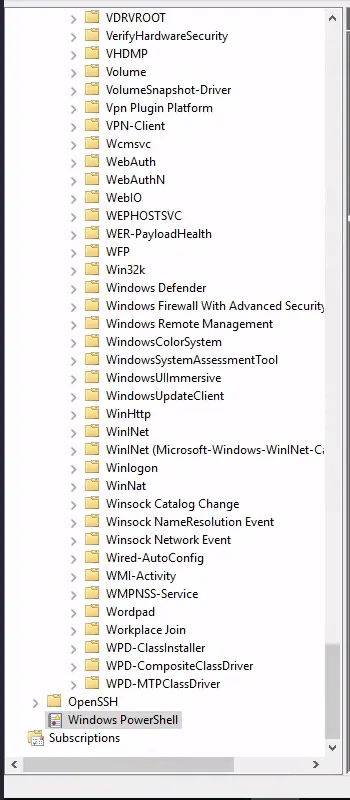 VDRVROOT
VerifyHardwareSecurity
VHDMP
Volume
VolumeSnapshot-Driver
Vpn Plugin Platform
VPN-Client
Wcmsvc
WebAuth
WebAuthN
WebIO
WEPHOSTSVC
WER-PayloadHealth
WFP
Win32k
Windows Defender
Windows Firewall With Advanced Security
Windows Remote Management
WindowsColorSystem
WindowsSystemAssessmentTool
WindowsUIImmersive
WindowsUpdateClient
WinHttp
WinINet
WinINet (Microsoft-Windows-WinINet-Ca
Winlogon
WinNat
Winsock Catalog Change
Winsock NameResolution Event
Winsock Network Event
Wired-AutoConfig
WMI-Activity
WMPNSS-Service
Wordpad
Workplace Join
WPD-ClassInstaller
WPD-CompositeClassDriver
WPD-MTPClassDriver
OpenSSH
Windows PowerShell
Subscriptions